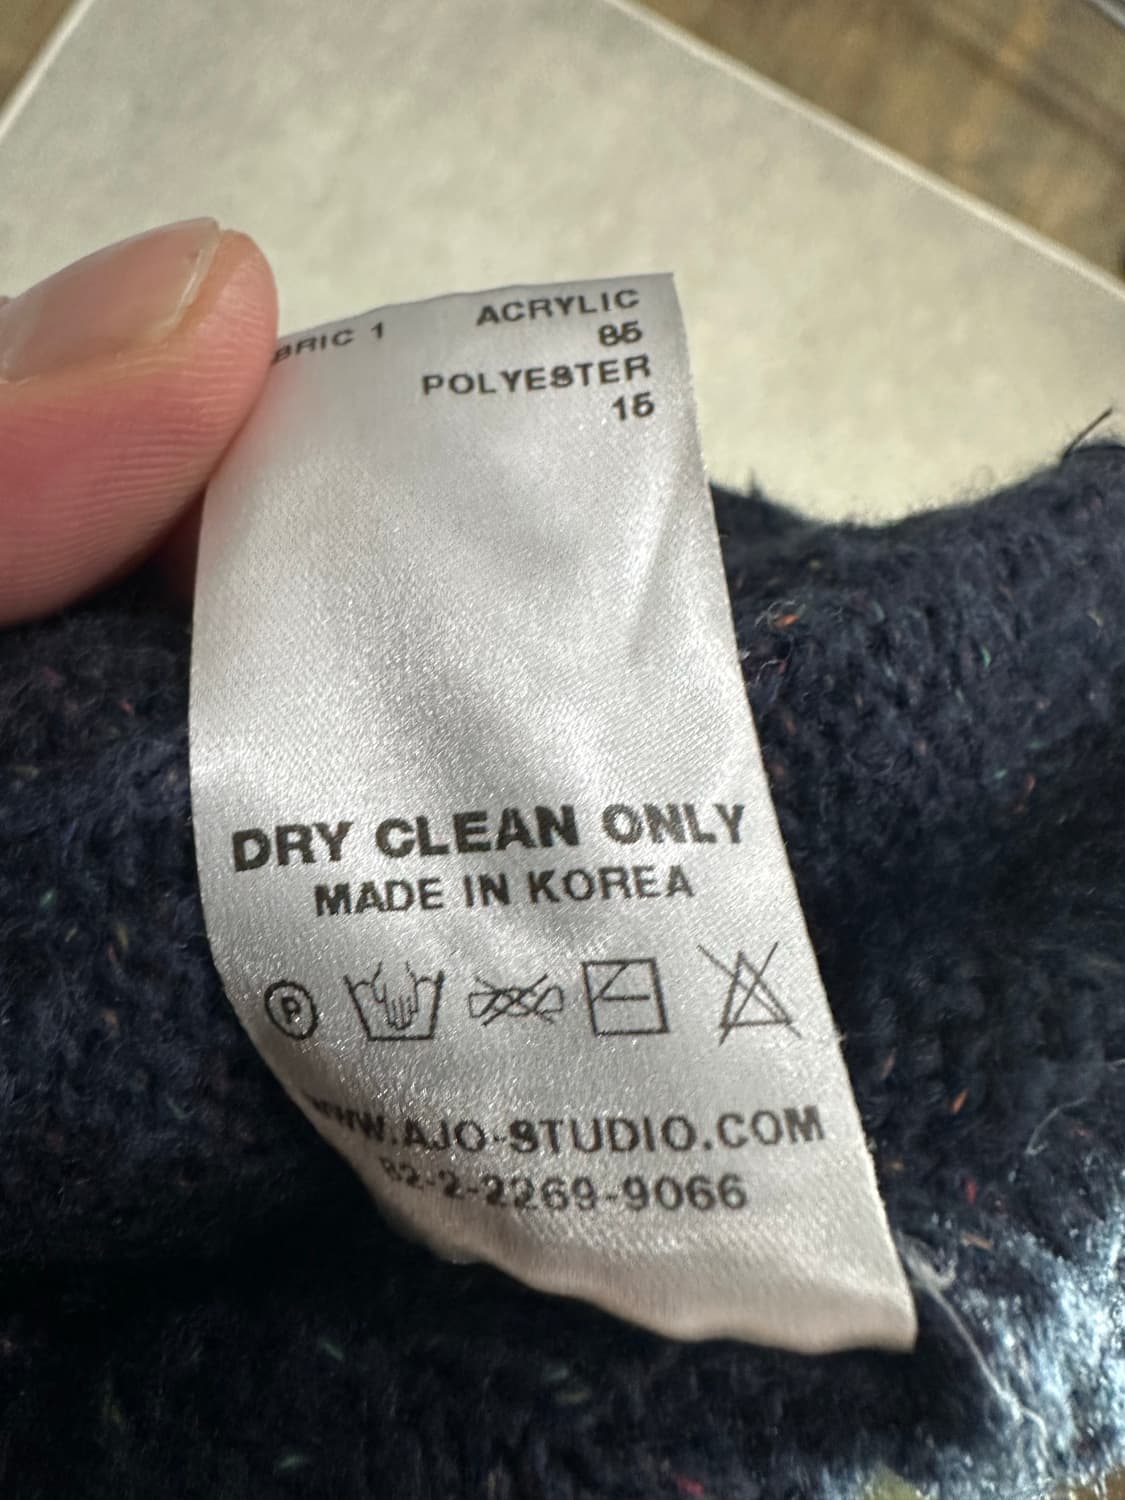 BRIC 1
ACRYLIC
85
POLYESTER
15
DRY CLEAN ONLY
MADE IN KOREA
P
WWW.AJO-STUDIO.COM
82-2-2269-9066